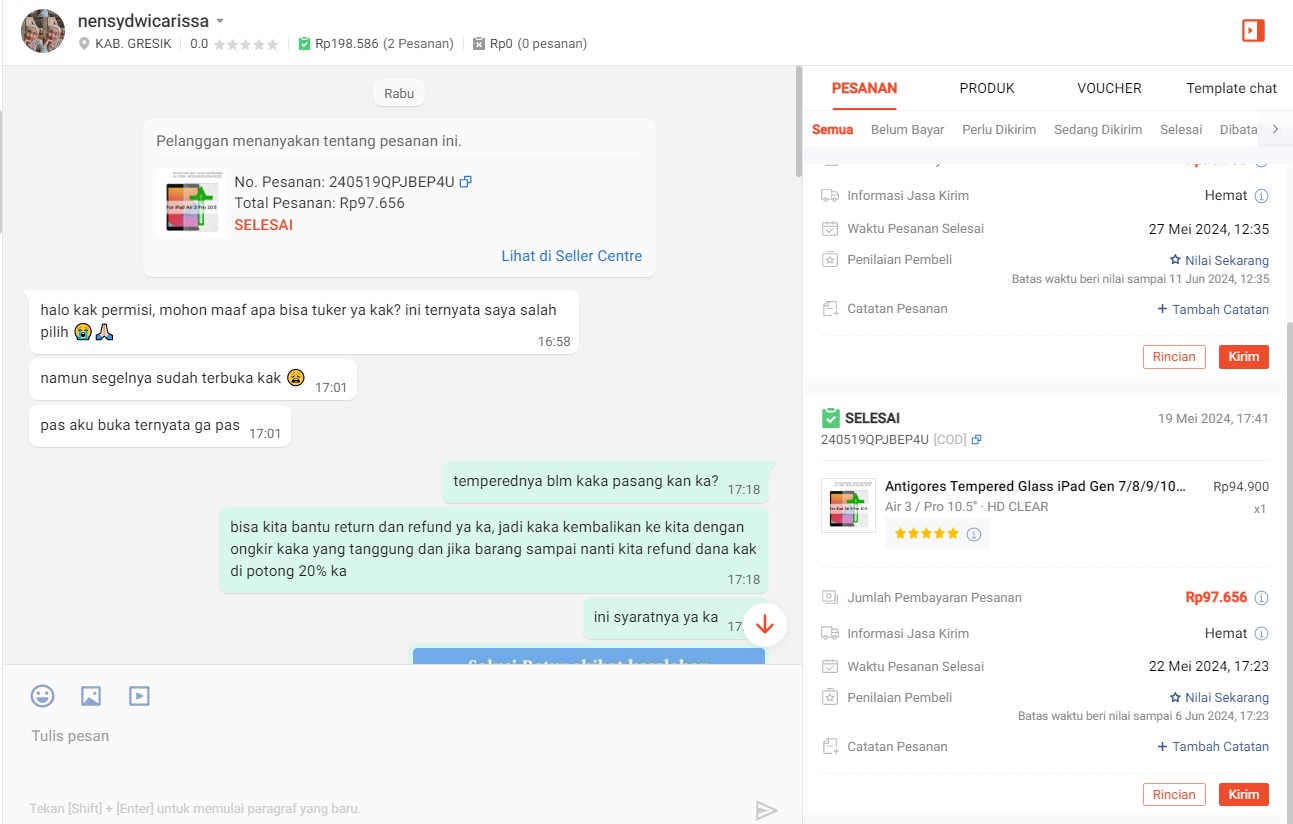 nensydwicarissa
KAB. GRESIK
0.0
Rp198.586 (2 Pesanan)
Rp0 (0 pesanan)
Rabu
Pelanggan menanyakan tentang pesanan ini.
No. Pesanan: 240519QPJBEP4U
Total Pesanan: Rp97.656
SELESAI
Lihat di Seller Centre
halo kak permisi, mohon maaf apa bisa tuker ya kak? ini ternyata saya salah
pilih 😭🙏🏻
16:58
namun segelnya sudah terbuka kak 😩
17:01
pas aku buka ternyata ga pas
17:01
temperednya blm kaka pasang kan ka?
17:18
bisa kita bantu return dan refund ya ka, jadi kaka kembalikan ke kita dengan
ongkir kaka yang tanggung dan jika barang sampai nanti kita refund dana kak
di potong 20% ka
17:18
ini syaratnya ya ka
Tulis pesan
Tekan [Shift] + [Enter] untuk memulai paragraf yang baru.
PESANAN
PRODUK
VOUCHER
Template chat
Semua
Belum Bayar
Perlu Dikirim
Sedang Dikirim
Selesai
Dibata
Informasi Jasa Kirim
Hemat
Waktu Pesanan Selesai
27 Mei 2024, 12:35
Penilaian Pembeli
Nilai Sekarang
Batas waktu beri nilai sampai 11 Jun 2024, 12:35
Catatan Pesanan
+ Tambah Catatan
Rincian
Kirim
SELESAI
19 Mei 2024, 17:41
240519QPJBEP4U [COD]
Antigores Tempered Glass iPad Gen 7/8/9/10...
Rp94.900
Air 3 / Pro 10.5" · HD CLEAR
x1
Jumlah Pembayaran Pesanan
Rp97.656
Informasi Jasa Kirim
Hemat
Waktu Pesanan Selesai
22 Mei 2024, 17:23
Penilaian Pembeli
Nilai Sekarang
Batas waktu beri nilai sampai 6 Jun 2024, 17:23
Catatan Pesanan
+ Tambah Catatan
Rincian
Kirim